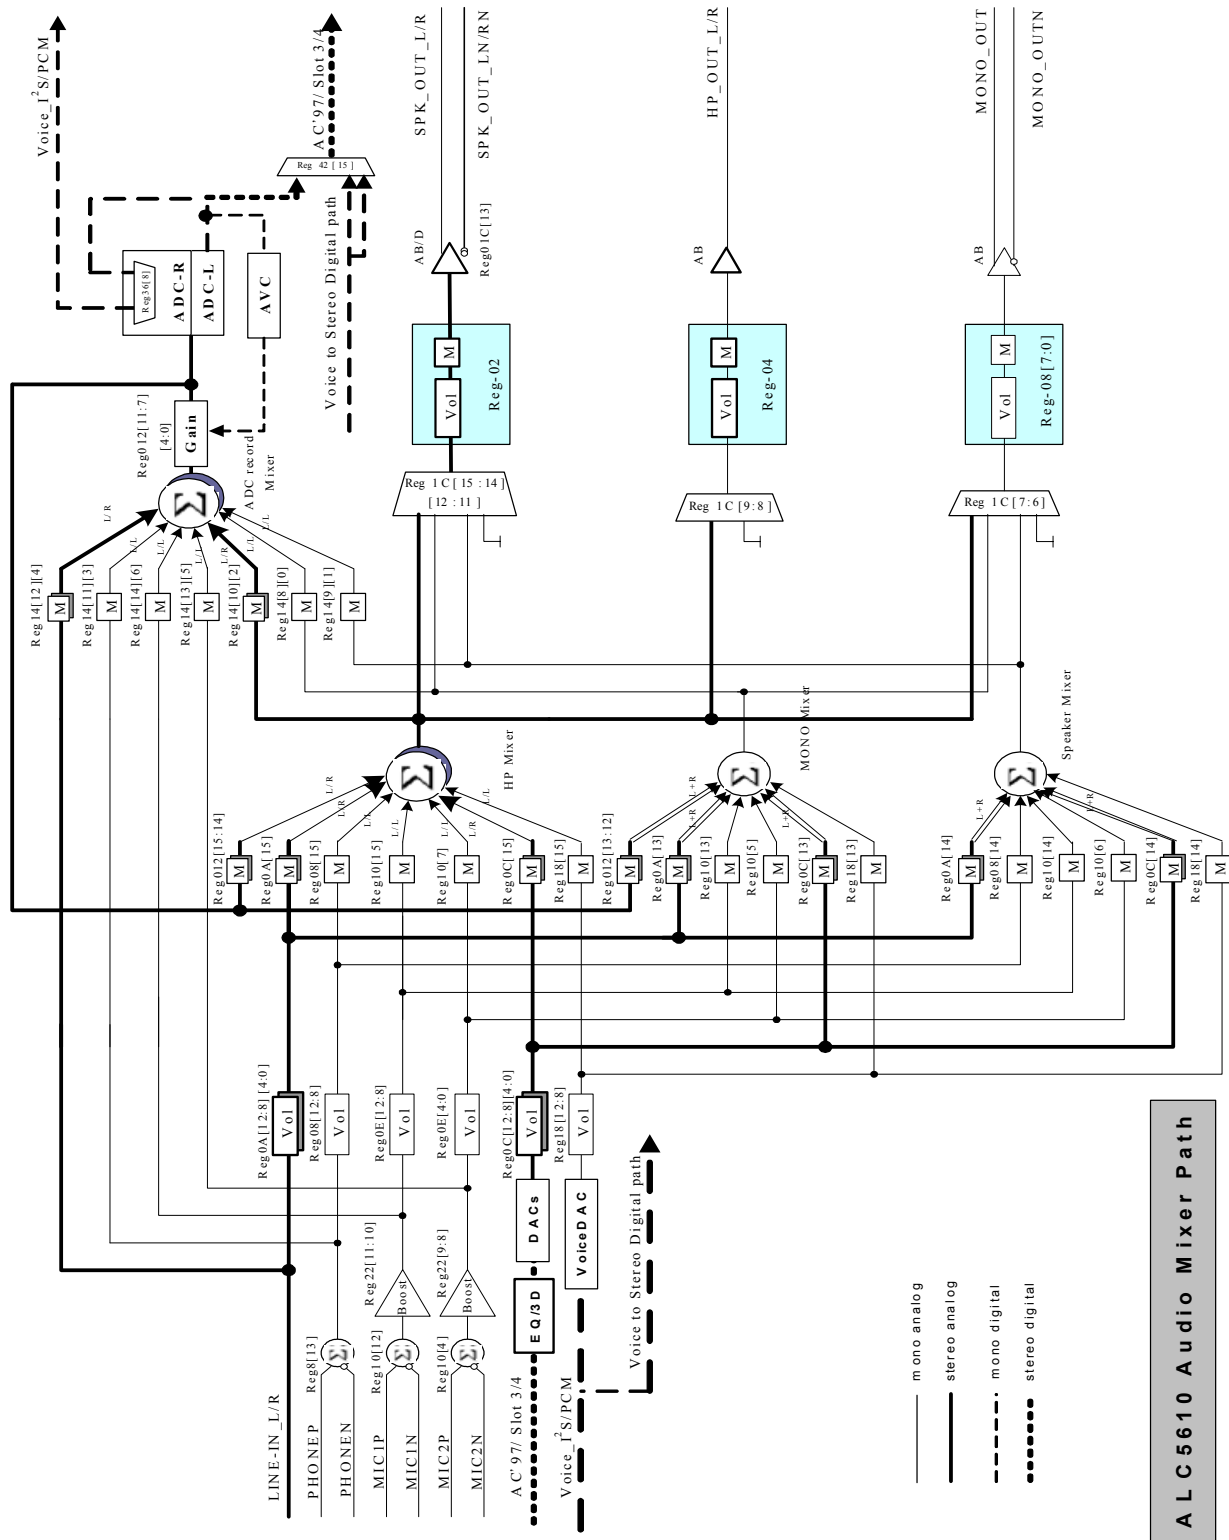 Voice_I2S/PCM
AC'97/ Slot 3/4
Reg 42 [15]
Reg36[8]
ADC-R
ADC-L
AVC
Voice to Stereo Digital path
Reg012[11:7]
[4:0]
Gain
ADC record
Mixer
L/R
L/L
L/L
L/L
L/R
L/L
L/L
Reg14[12][4]
M
Reg14[11][3]
M
Reg14[14][6]
M
Reg14[13][5]
M
Reg14[10][2]
M
Reg14[8][0]
M
Reg14[9][1]
M
SPK_OUT_L/R
SPK_OUT_LN/RN
AB/D
Reg01C[13]
M
Vol
Reg-02
Reg 1C[15:14]
[12:11]
HP_OUT_L/R
AB
M
Vol
Reg-04
Reg 1C[9:8]
MONO_OUT
MONO_OUTN
AB
M
Vol
Reg-08[7:0]
Reg 1C[7:6]
HP Mixer
L/R
L/R
L/L
L/L
L/L
L/R
L/L
Reg012[15:14]
M
Reg0A[15]
M
Reg08[15]
M
Reg10[15]
M
Reg10[7]
M
Reg0C[15]
M
Reg18[15]
M
MONO Mixer
L+R
L+R
L+R
Reg012[13:12]
M
Reg0A[13]
M
Reg10[13]
M
Reg10[5]
M
Reg0C[13]
M
Reg18[13]
M
Speaker Mixer
L+R
L+R
Reg0A[14]
M
Reg08[14]
M
Reg10[14]
M
Reg10[6]
M
Reg0C[14]
M
Reg18[14]
M
Reg0A[12:8] [4:0]
Vol
Reg08[12:8]
Vol
Reg0E[12:8]
Vol
Reg0E[4:0]
Vol
Reg0C[12:8][4:0]
Vol
Reg18[12:8]
Vol
Reg22[11:10]
Boost
Reg22[9:8]
Boost
DACs
EQ/3D
VoiceDAC
Voice to Stereo Digital path
LINE-IN_L/R
PHONEP
PHONEN
Reg8[13]
MIC1P
MIC1N
Reg10[12]
MIC2P
MIC2N
Reg10[4]
AC'97/ Slot 3/4
Voice_I2S/PCM
mono analog
stereo analog
mono digital
stereo digital
ALC5610 Audio Mixer Path